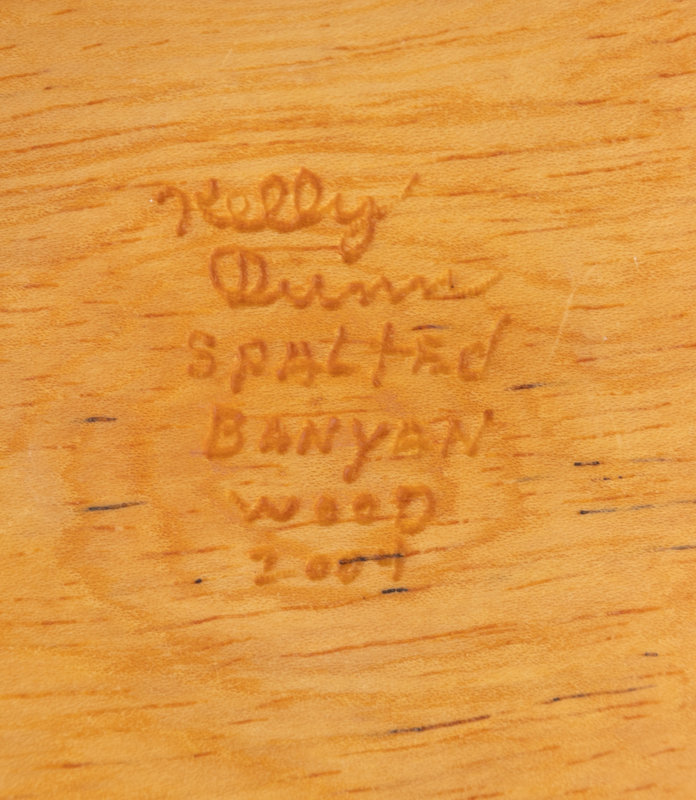 Kelly
Dunn
SPALTEd
BANYAN
WOOD
2004